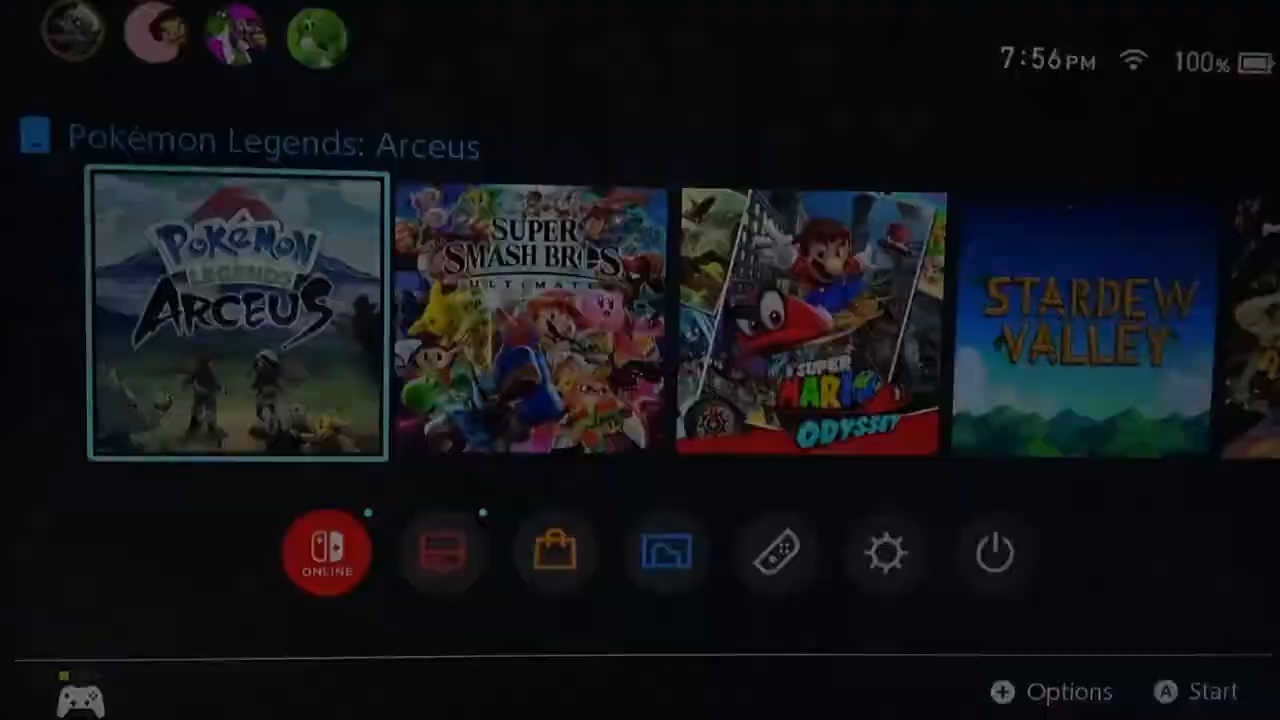 7:56PM 100%
Pokémon Legends: Arceus
POKÉMON
LEGENDS
ARCEUS
SUPER
SMASH BROS.
ULTIMATE
SUPER
MARIO
ODYSSEY
STARDEW
VALLEY
ONLINE
Options
A Start